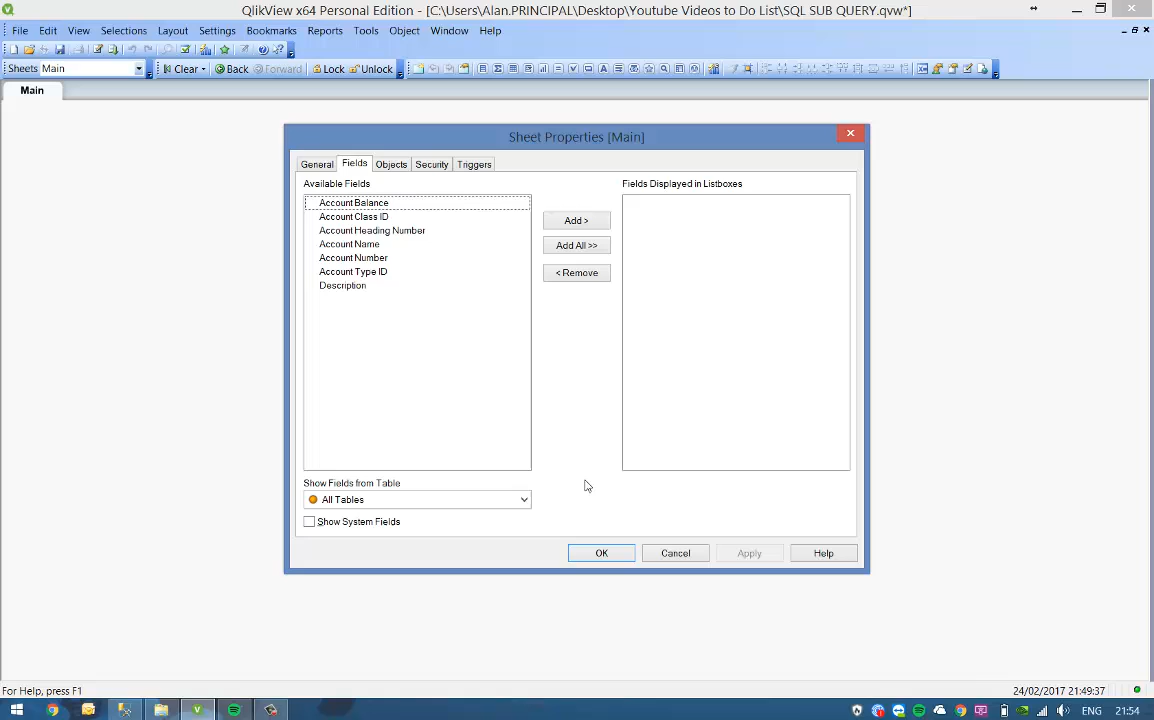 QlikView x64 Personal Edition - [C:\Users\Alan.PRINCIPAL\Desktop\Youtube Videos to Do List\SQL SUB QUERY.qvw*]
File Edit View Selections Layout Settings Bookmarks Reports Tools Object Window Help
Sheets Main Clear Back Forward Lock Unlock
Main
Sheet Properties [Main]
General Fields Objects Security Triggers
Available Fields Fields Displayed in Listboxes
Account Balance
Account Class ID
Account Heading Number
Account Name
Account Number
Account Type ID
Description
Add >
Add All >>
< Remove
Show Fields from Table
All Tables
Show System Fields
OK Cancel Apply Help
For Help, press F1 24/02/2017 21:49:37
ENG 21:54